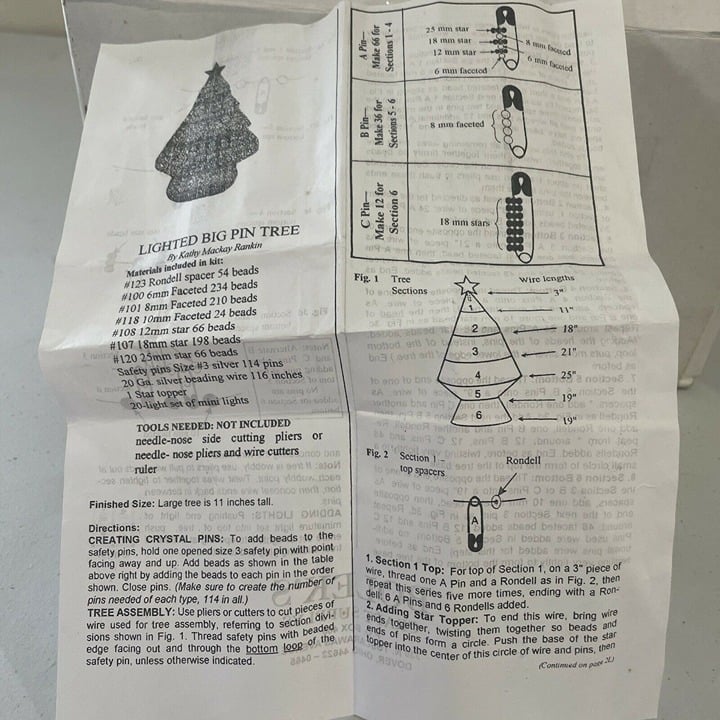 LIGHTED BIG PIN TREE
By Kathy Mackay Rankin
Materials included in kit:
#123 Rondell spacer 54 beads
#100 6mm Faceted 234 beads
#101 8mm Faceted 210 beads
#118 10mm Faceted 24 beads
#108 12mm star 66 beads
#107 18mm star 198 beads
#120 25mm star 66 beads
Safety pins Size #3 silver 114 pins
20 Ga. silver beading wire 116 inches
1 Star topper
20-light set of mini lights
TOOLS NEEDED: NOT INCLUDED
needle-nose side cutting pliers or
needle- nose pliers and wire cutters
ruler
Finished Size: Large tree is 11 inches tall.
Directions:
CREATING CRYSTAL PINS: To add beads to the
safety pins, hold one opened size 3 safety pin with point
facing away and up. Add beads as shown in the table
above right by adding the beads to each pin in the order
shown. Close pins. (Make sure to create the number of
pins needed of each type, 114 in all.)
TREE ASSEMBLY: Use pliers or cutters to cut pieces of
wire used for tree assembly, referring to section divi-
sions shown in Fig. 1. Thread safety pins with beaded
edge facing out and through the bottom loop of the
safety pin, unless otherwise indicated.
A Pin—
Make 66 for
Sections 1 - 4
25 mm star
18 mm star
12 mm star
6 mm faceted
8 mm faceted
6 mm faceted
B Pin—
Make 36 for
Sections 5 - 6
8 mm faceted
C Pin—
Make 12 for
Section 6
18 mm stars
Fig. 1 Tree
Sections
Wire lengths
3"
1 11"
2 18"
3 21"
4 25"
5 19"
6 19"
Fig. 2 Section 1 -
top spacers
Rondell
A
1. Section 1 Top: For top of Section 1, on a 3" piece of
wire, thread one A Pin and a Rondell as in Fig. 2, then
repeat this series five more times, ending with a Ron-
dell: 6 A Pins and 6 Rondells added.
2. Adding Star Topper: To end this wire, bring wire
ends together, twisting them together so beads and
ends of pins form a circle. Push the base of the star
topper into the center of this circle of wire and pins, then
(Continued on page 2L)